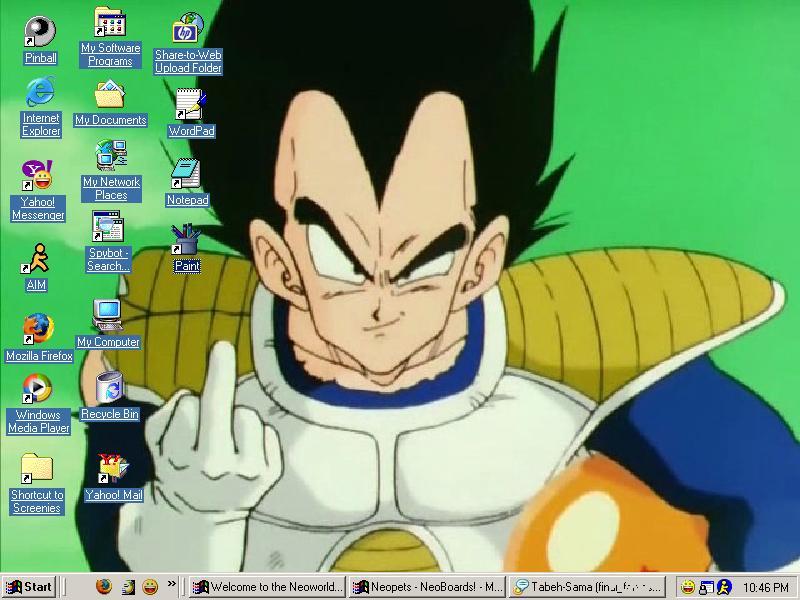 Pinball
My Software
Programs
Share-to-Web
Upload Folder
Internet
Explorer
My Documents
WordPad
Yahoo!
Messenger
My Network
Places
Notepad
AIM
Spybot -
Search...
Paint
Mozilla Firefox
My Computer
Windows
Media Player
Recycle Bin
Shortcut to
Screenies
Yahoo! Mail
Start
Welcome to the Neoworld...
Neopets - NeoBoards! - M...
Tabeh-Sama
10:46 PM